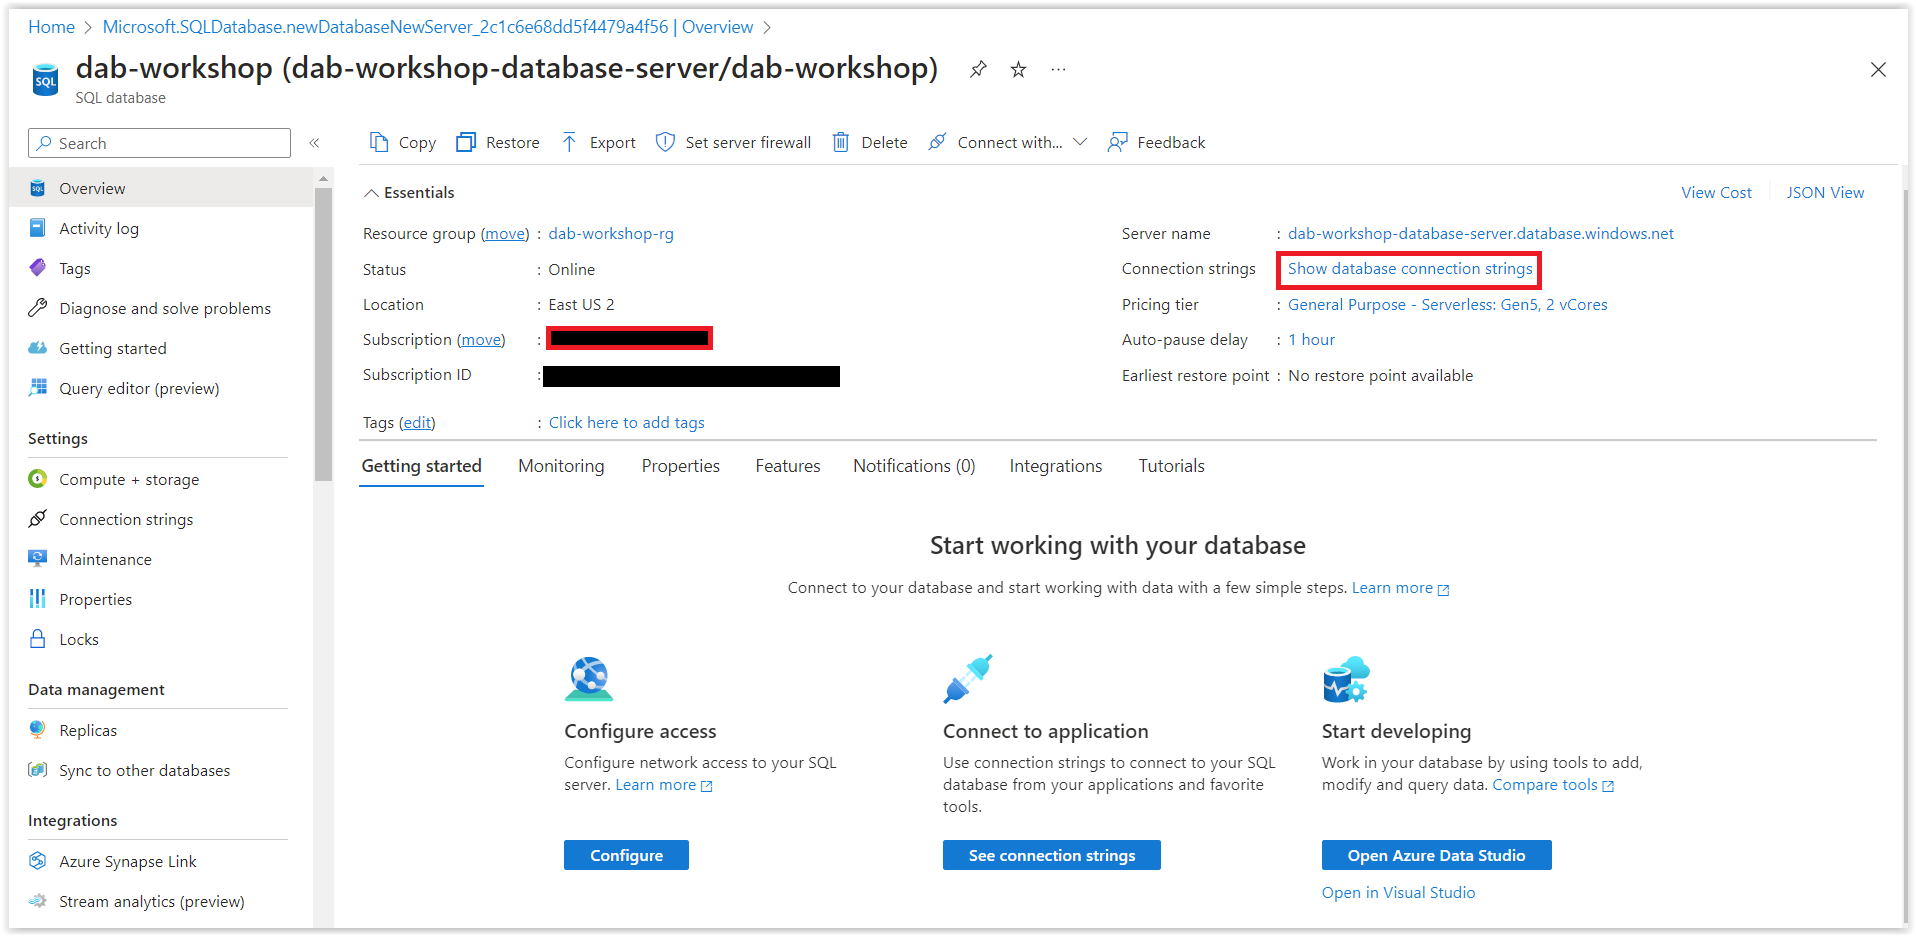 Home > Microsoft.SQLDatabase.newDatabaseNewServer_2c1c6e68dd5f4479a4f56 | Overview >
SQL
dab-workshop (dab-workshop-database-server/dab-workshop) ...
SQL database
Search «
Copy Restore Export Set server firewall Delete Connect with... Feedback
Overview
Activity log
Tags
Diagnose and solve problems
Getting started
Query editor (preview)
Settings
Compute + storage
Connection strings
Maintenance
Properties
Locks
Data management
Replicas
Sync to other databases
Integrations
Azure Synapse Link
Stream analytics (preview)
Essentials
View Cost JSON View
Resource group (move) : dab-workshop-rg
Status : Online
Location : East US 2
Subscription (move) :
Subscription ID :
Tags (edit) : Click here to add tags
Server name : dab-workshop-database-server.database.windows.net
Connection strings : Show database connection strings
Pricing tier : General Purpose - Serverless: Gen5, 2 vCores
Auto-pause delay : 1 hour
Earliest restore point : No restore point available
Getting started Monitoring Properties Features Notifications (0) Integrations Tutorials
Start working with your database
Connect to your database and start working with data with a few simple steps. Learn more
Configure access
Configure network access to your SQL
server. Learn more
Configure
Connect to application
Use connection strings to connect to your SQL
database from your applications and favorite
tools.
See connection strings
Start developing
Work in your database by using tools to add,
modify and query data. Compare tools
Open Azure Data Studio
Open in Visual Studio